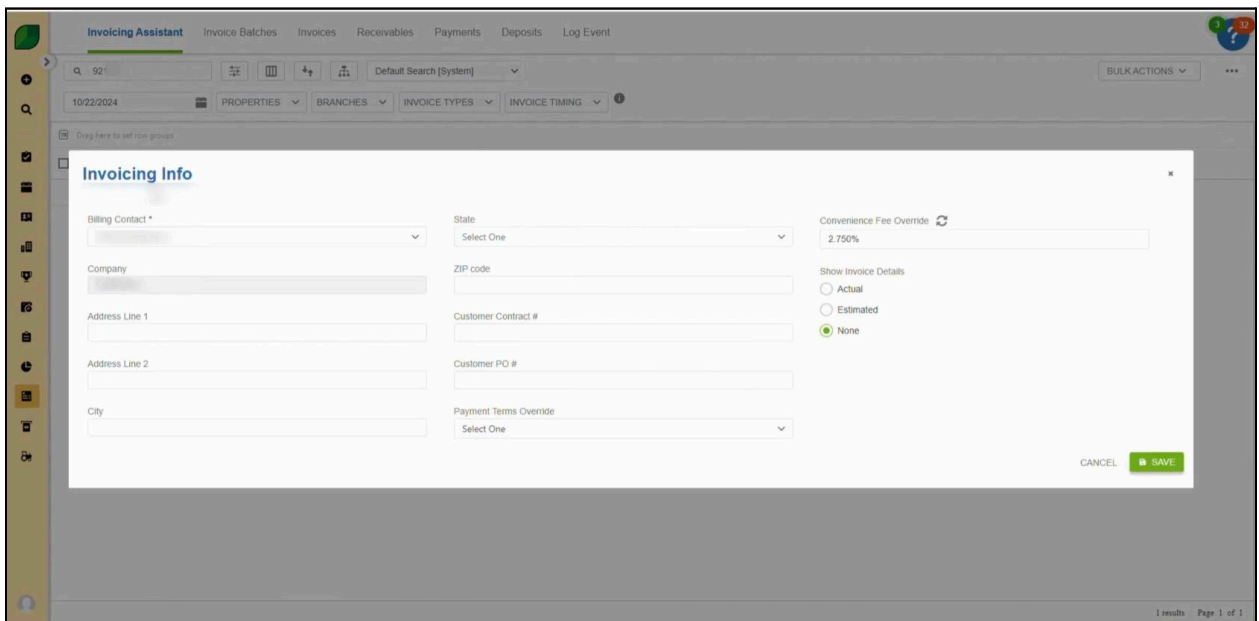 Invoicing Assistant Invoice Batches Invoices Receivables Payments Deposits Log Event
3 32
?
921 Default Search [System] BULK ACTIONS
10/22/2024 PROPERTIES BRANCHES INVOICE TYPES INVOICE TIMING
Drag here to set row groups
Invoicing Info
Billing Contact *
Company
Address Line 1
Address Line 2
City
State
Select One
ZIP code
Customer Contract #
Customer PO #
Payment Terms Override
Select One
Convenience Fee Override
2.750%
Show Invoice Details
Actual
Estimated
None
CANCEL SAVE
1 results Page 1 of 1